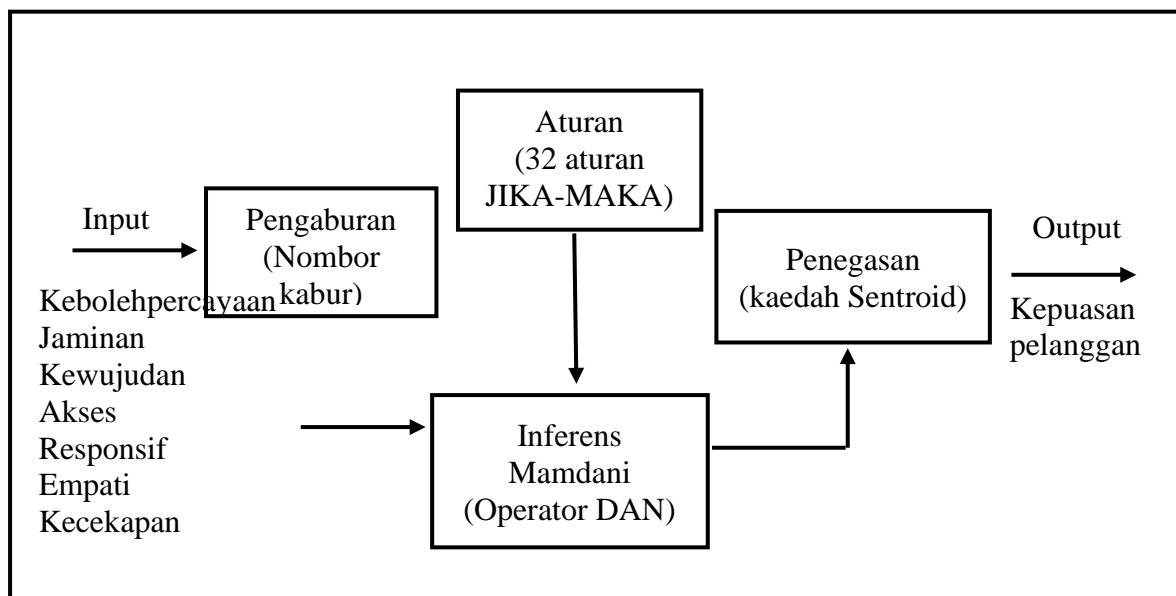 Input
Kebolehpercayaan
Jaminan
Kewujudan
Akses
Responsif
Empati
Kecekapan
Pengaburan
(Nombor
kabur)
Aturan
(32 aturan
JIKA-MAKA)
Inferens
Mamdani
(Operator DAN)
Penegasan
(kaedah Sentroid)
Output
Kepuasan
pelanggan